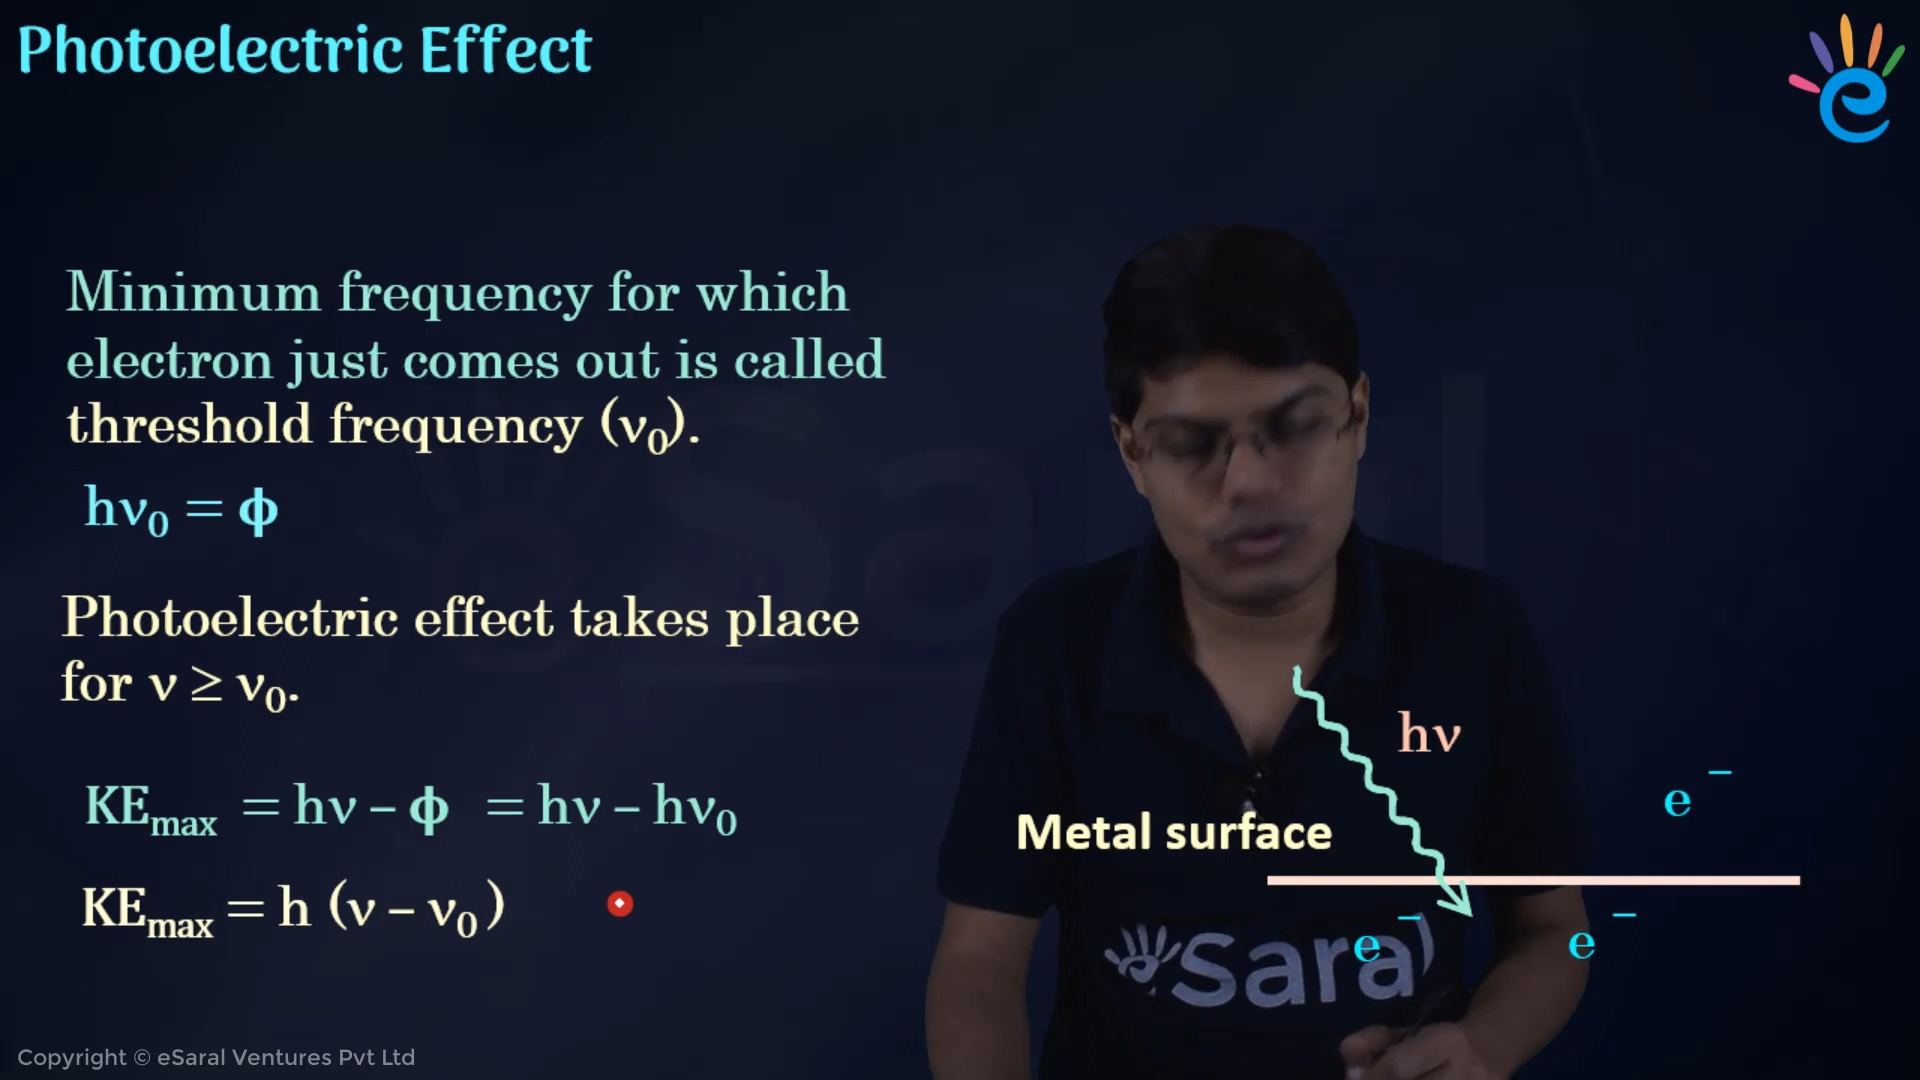 Photoelectric Effect
Minimum frequency for which
electron just comes out is called
threshold frequency (ν₀).
hν₀ = ϕ
Photoelectric effect takes place
for ν ≥ ν₀.
KEₘₐₓ = hν – ϕ = hν – hν₀
KEₘₐₓ = h (ν – ν₀)
hν
e⁻
Metal surface
e⁻ e⁻
Saral
Copyright © eSaral Ventures Pvt Ltd